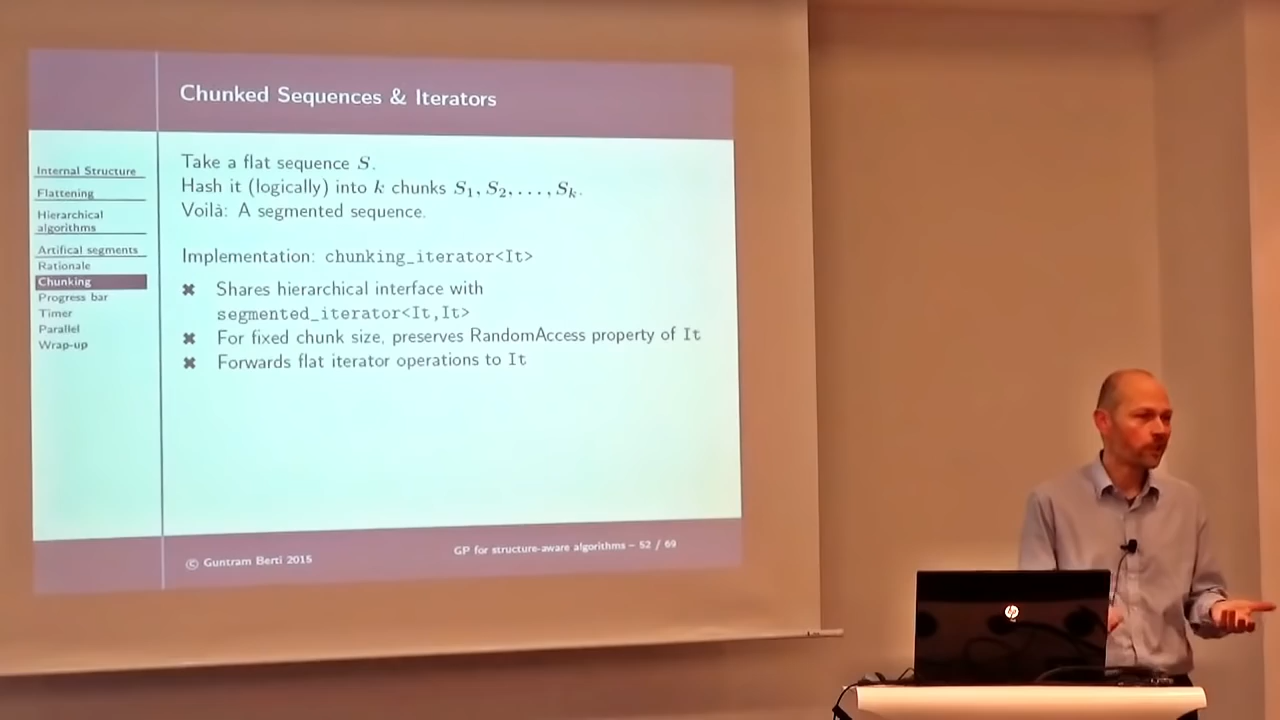 Chunked Sequences & Iterators
Internal Structure
Flattening
Hierarchical
algorithms
Artifical segments
Rationale
Chunking
Progress bar
Timer
Parallel
Wrap-up
Take a flat sequence S.
Hash it (logically) into k chunks S₁, S₂, . . . , Sₖ.
Voilà: A segmented sequence.
Implementation: chunking_iterator<It>
✖ Shares hierarchical interface with
segmented_iterator<It,It>
✖ For fixed chunk size, preserves RandomAccess property of It
✖ Forwards flat iterator operations to It
© Guntram Berti 2015
GP for structure-aware algorithms – 52 / 69
hp